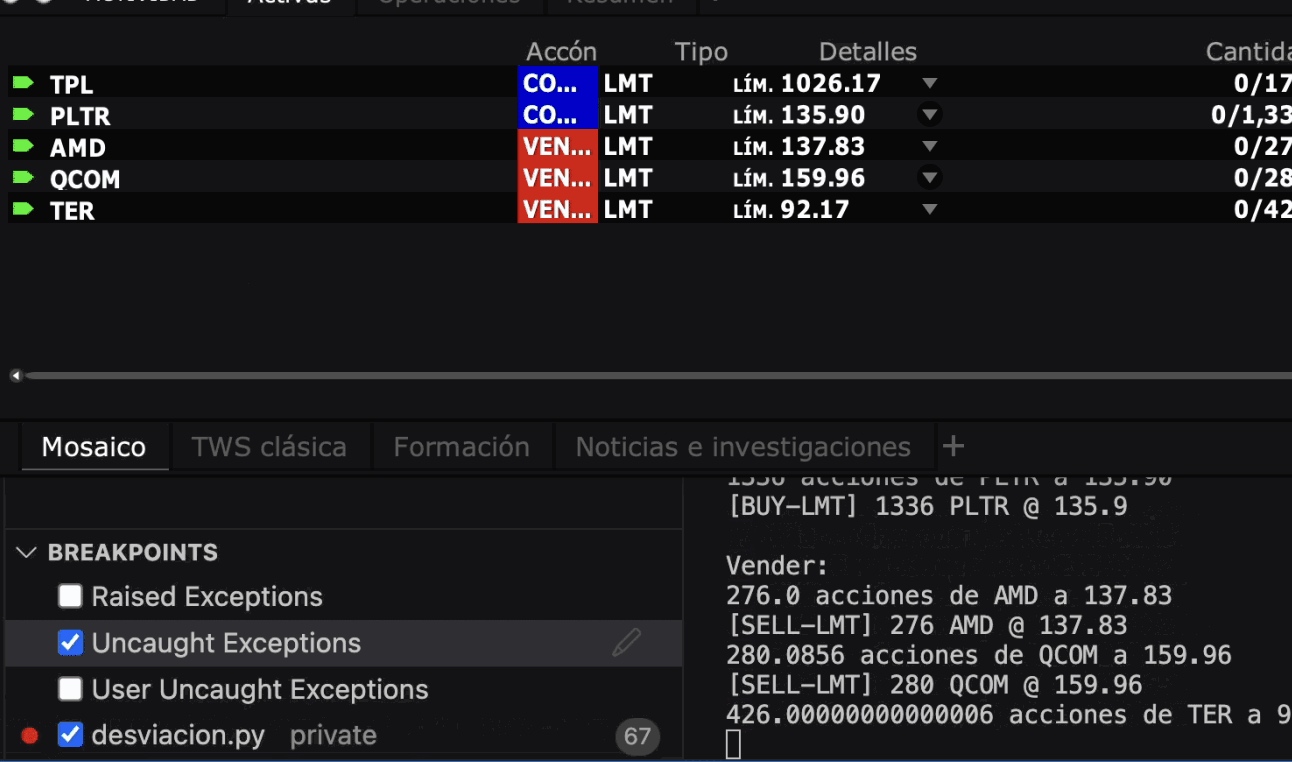 Activas
Operaciones
Resumen
Accón Tipo Detalles Cantida
TPL CO... LMT LÍM. 1026.17 0/17
PLTR CO... LMT LÍM. 135.90 0/1,33
AMD VEN... LMT LÍM. 137.83 0/27
QCOM VEN... LMT LÍM. 159.96 0/28
TER VEN... LMT LÍM. 92.17 0/42
Mosaico TWS clásica Formación Noticias e investigaciones +
BREAKPOINTS
Raised Exceptions
Uncaught Exceptions
User Uncaught Exceptions
desviacion.py private 67
1336 acciones de PLTR a 135.90
[BUY-LMT] 1336 PLTR @ 135.9
Vender:
276.0 acciones de AMD a 137.83
[SELL-LMT] 276 AMD @ 137.83
280.0856 acciones de QCOM a 159.96
[SELL-LMT] 280 QCOM @ 159.96
426.00000000000006 acciones de TER a 9